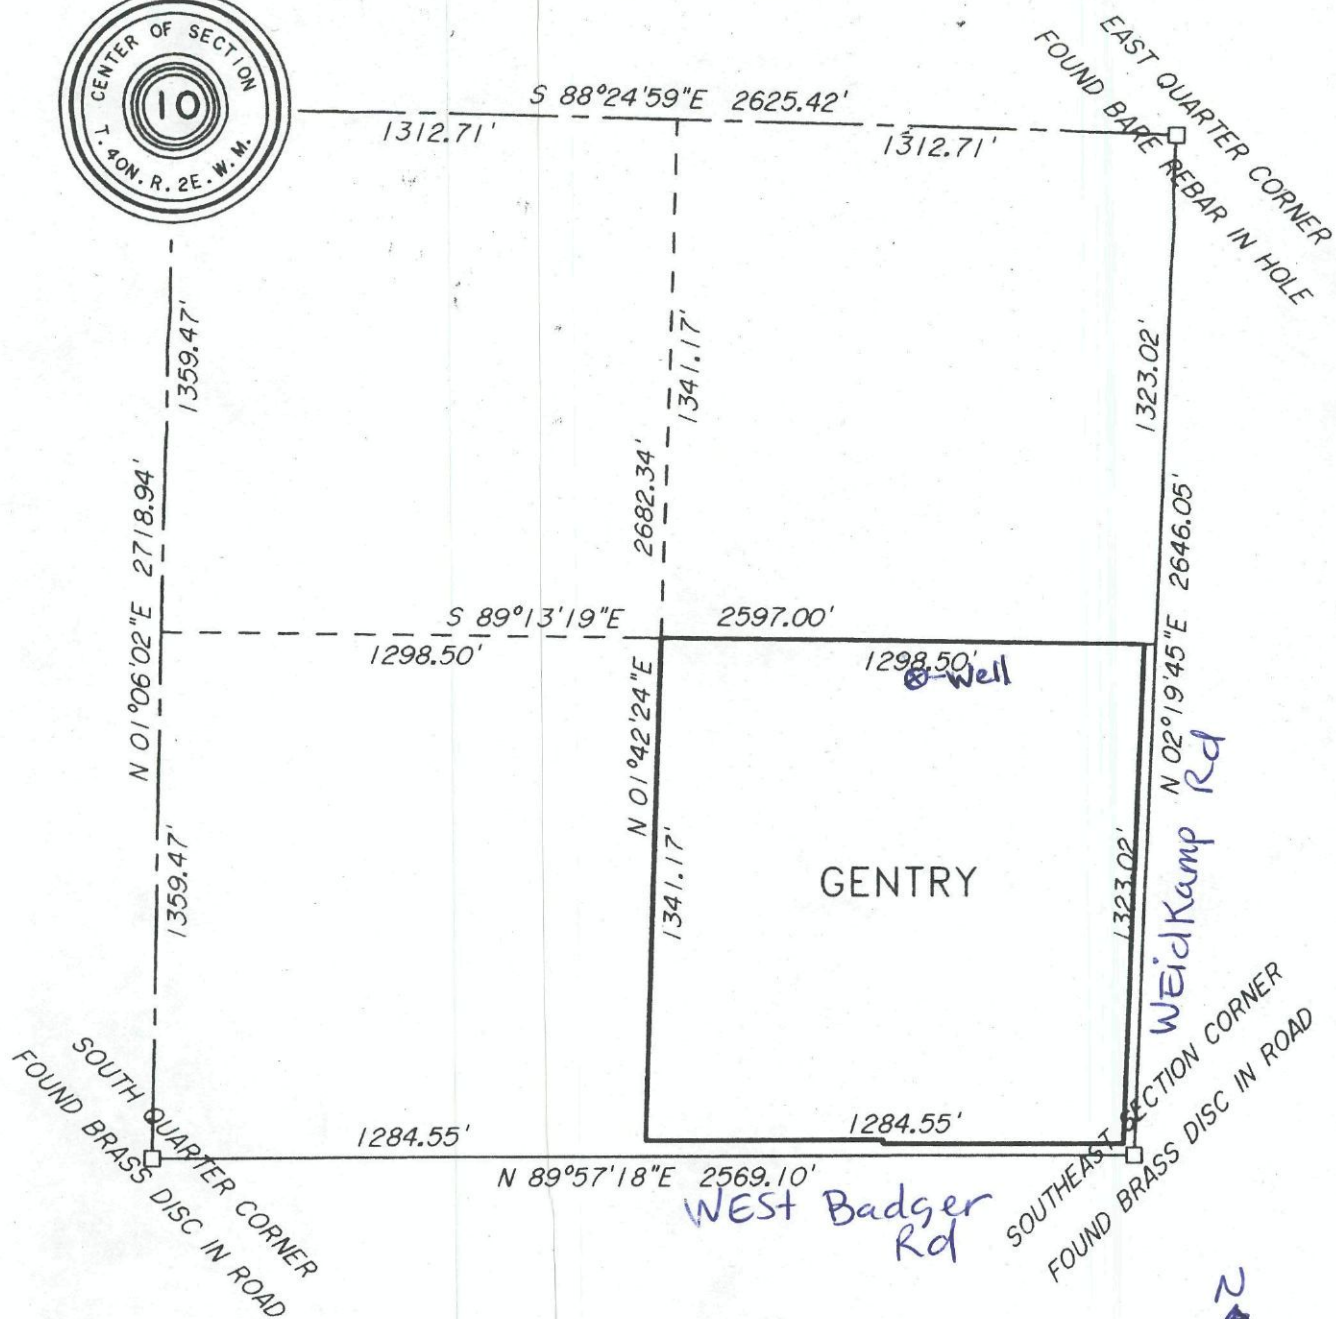 CENTER OF SECTION
10
T. 40N. R. 2E. W.M.
S 88°24'59"E 2625.42'
1312.71'
1312.71'
EAST QUARTER CORNER
FOUND BARE REBAR IN HOLE
1359.47'
1341.17'
1323.02'
N 01°06'02"E 2718.94'
2682.34'
N 02°19'45"E 2646.05'
S 89°13'19"E 2597.00'
1298.50'
1298.50'
⊗-Well
N 01°42'24"E
1359.47'
1341.17'
GENTRY
1323.02'
WEidKamp Rd
SOUTH QUARTER CORNER
FOUND BRASS DISC IN ROAD
1284.55'
1284.55'
N 89°57'18"E 2569.10'
WESt Badger
Rd
SOUTHEAST SECTION CORNER
FOUND BRASS DISC IN ROAD
N